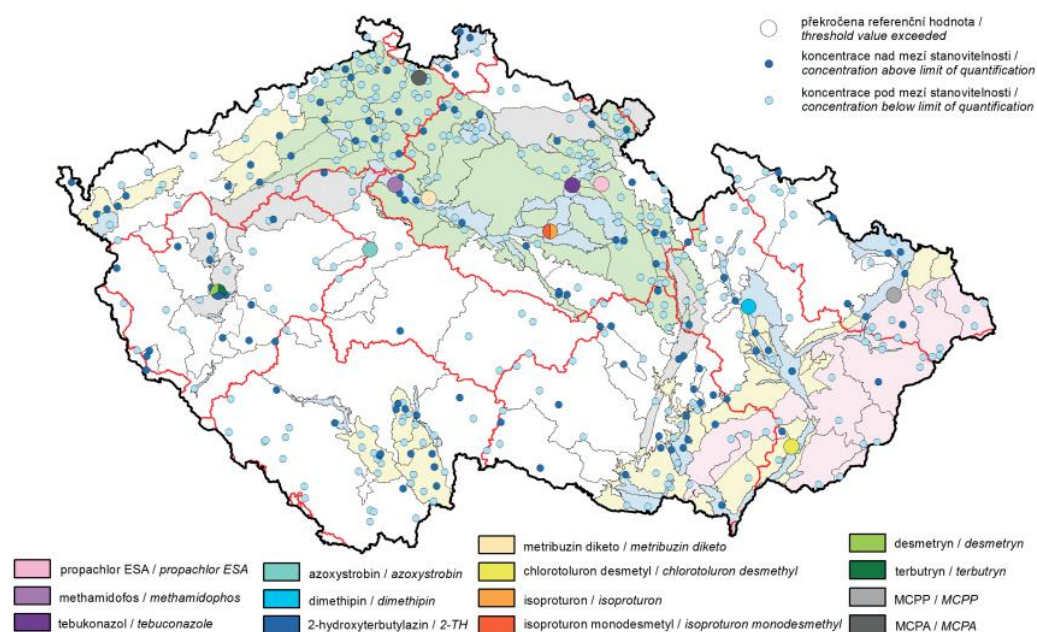 překročena referenční hodnota /
threshold value exceeded
koncentrace nad mezí stanovitelnosti /
concentration above limit of quantification
koncentrace pod mezí stanovitelnosti /
concentration below limit of quantification
propachlor ESA / propachlor ESA
methamidofos / methamidophos
tebukonazol / tebuconazole
azoxystrobin / azoxystrobin
dimethipin / dimethipin
2-hydroxyterbutylazin / 2-TH
metribuzin diketo / metribuzin diketo
chlorotoluron desmetyl / chlorotoluron desmethyl
isoproturon / isoproturon
isoproturon monodesmetyl / isoproturon monodesmethyl
desmetryn / desmetryn
terbutryn / terbutryn
MCPP / MCPP
MCPA / MCPA